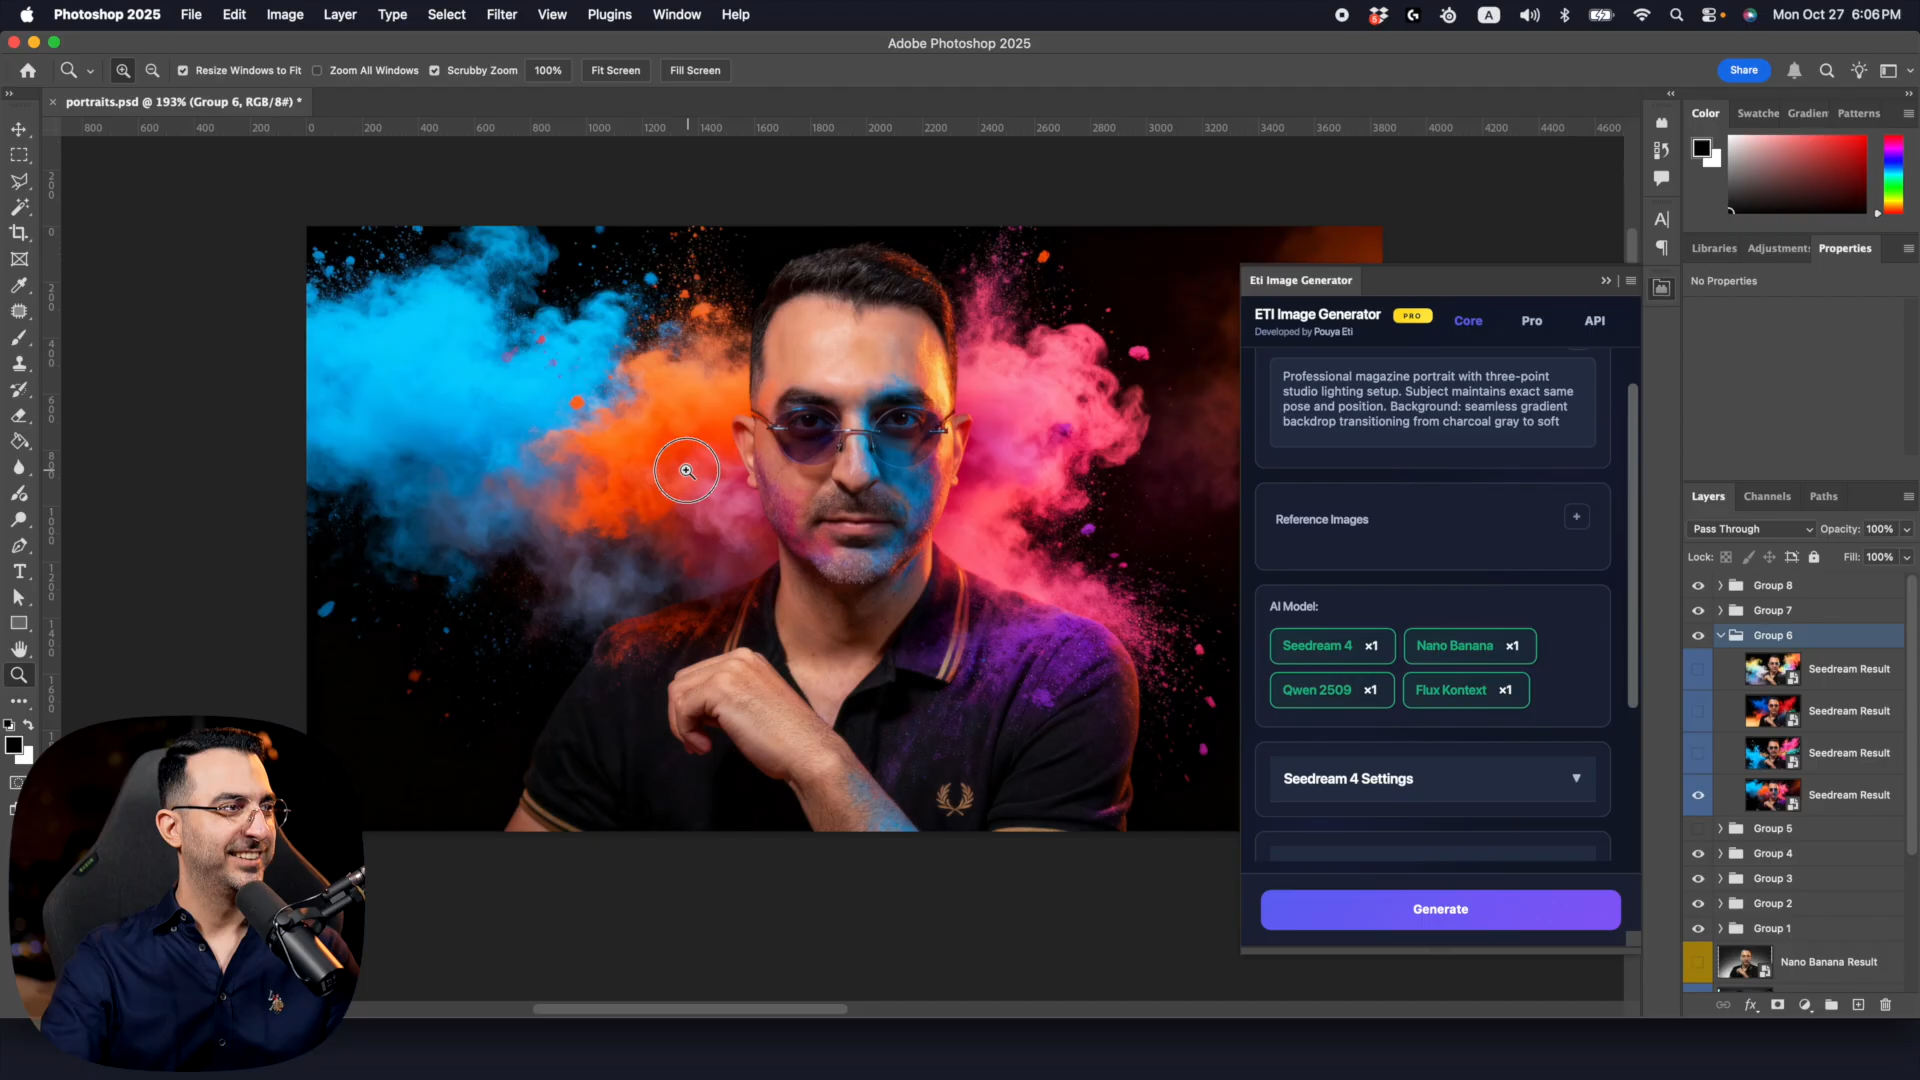 Photoshop 2025 File Edit Image Layer Type Select Filter View Plugins Window Help
A
Mon Oct 27 6:06 PM
Adobe Photoshop 2025
Resize Windows to Fit Zoom All Windows Scrubby Zoom 100% Fit Screen Fill Screen
Share
portraits.psd @ 193% (Group 6, RGB/8#) *
800 600 400 200 0 200 400 600 800 1000 1200 1400 1600 1800 2000 2200 2400 2600 2800 3000 3200 3400 3600 3800 4000 4200 4400 4600
Color Swatche Gradien Patterns
Libraries Adjustments Properties
No Properties
Eti Image Generator
ETI Image Generator PRO Core Pro API
Developed by Pouya Eti
Professional magazine portrait with three-point
studio lighting setup. Subject maintains exact same
pose and position. Background: seamless gradient
backdrop transitioning from charcoal gray to soft
Reference Images +
AI Model:
Seedream 4 ×1 Nano Banana ×1
Qwen 2509 ×1 Flux Kontext ×1
Seedream 4 Settings
Generate
Layers Channels Paths
Pass Through Opacity: 100%
Lock: Fill: 100%
Group 8
Group 7
Group 6
Seedream Result
Seedream Result
Seedream Result
Seedream Result
Group 5
Group 4
Group 3
Group 2
Group 1
Nano Banana Result
fx